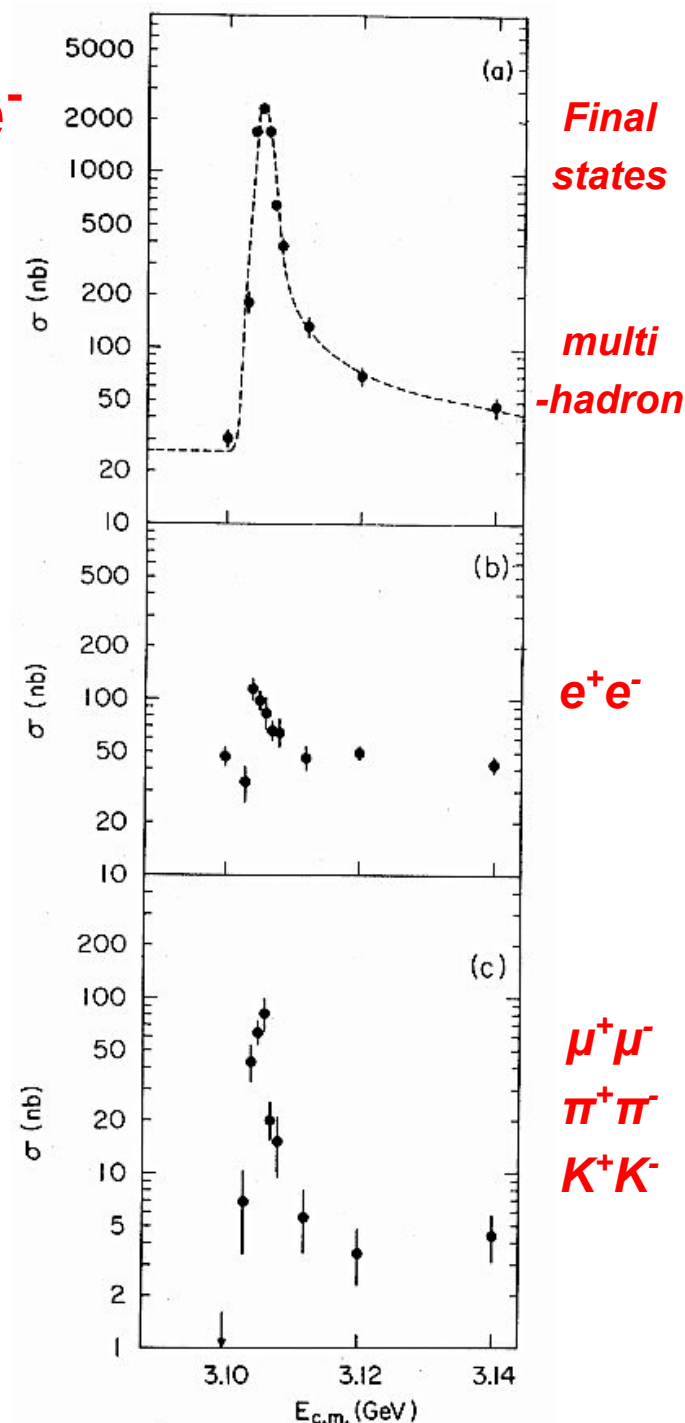 e-
(a)
Final
states
5000
2000
1000
500
200
100
50
20
10
σ (nb)
multi
-hadron
(b)
500
200
100
50
20
10
σ (nb)
e+e-
(c)
200
100
50
20
10
5
2
1
σ (nb)
μ+μ-
π+π-
K+K-
3.10
3.12
3.14
Ec.m. (GeV)